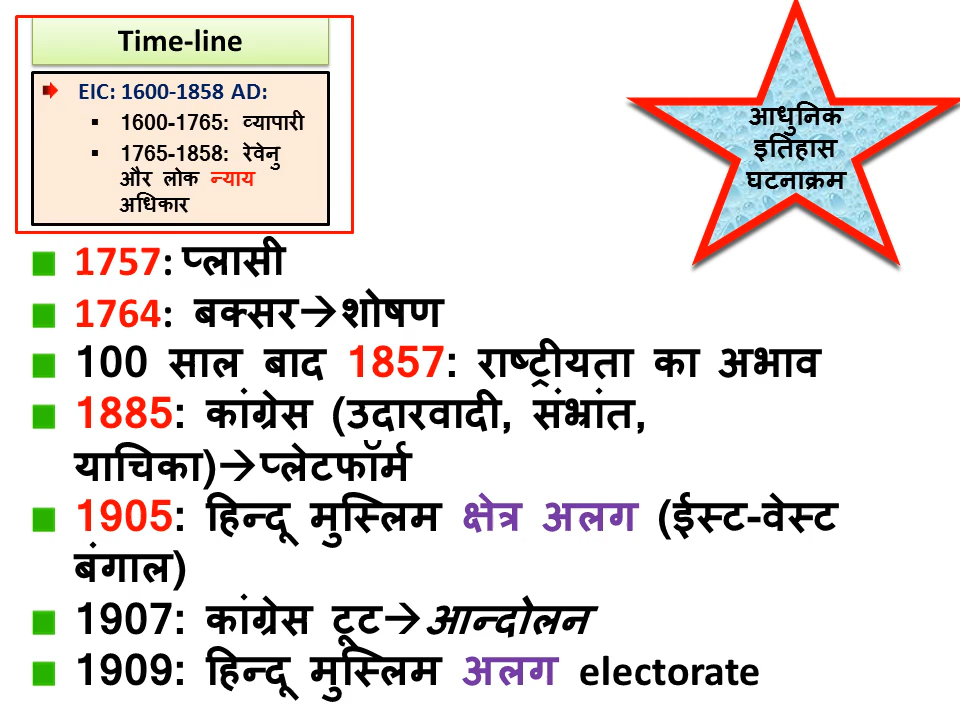 Time-line
EIC: 1600-1858 AD:
1600-1765: व्यापारी
1765-1858: रेवेनु
और लोक न्याय
अधिकार
आधुनिक
इतिहास
घटनाक्रम
1757: प्लासी
1764: बक्सर→शोषण
100 साल बाद 1857: राष्ट्रीयता का अभाव
1885: कांग्रेस (उदारवादी, संभ्रांत,
याचिका)→प्लेटफॉर्म
1905: हिन्दू मुस्लिम क्षेत्र अलग (ईस्ट-वेस्ट
बंगाल)
1907: कांग्रेस टूट→आन्दोलन
1909: हिन्दू मुस्लिम अलग electorate